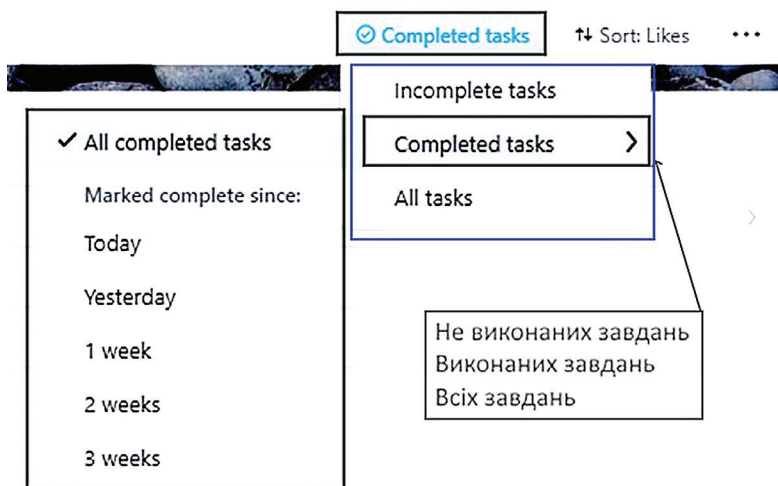 Completed tasks
Sort: Likes
Incomplete tasks
Completed tasks
All tasks
All completed tasks
Marked complete since:
Today
Yesterday
1 week
2 weeks
3 weeks
Не виконаних завдань
Виконаних завдань
Всіх завдань